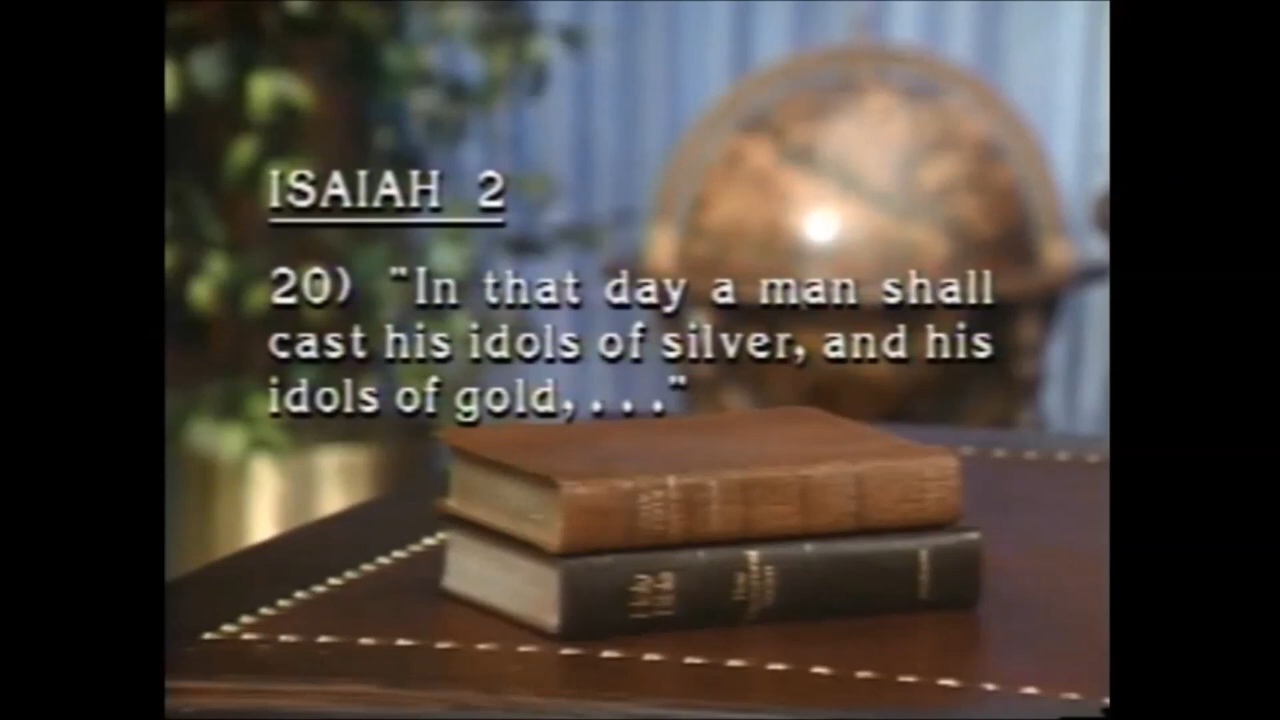 ISAIAH 2
20) "In that day a man shall
cast his idols of silver, and his
idols of gold, . . ."